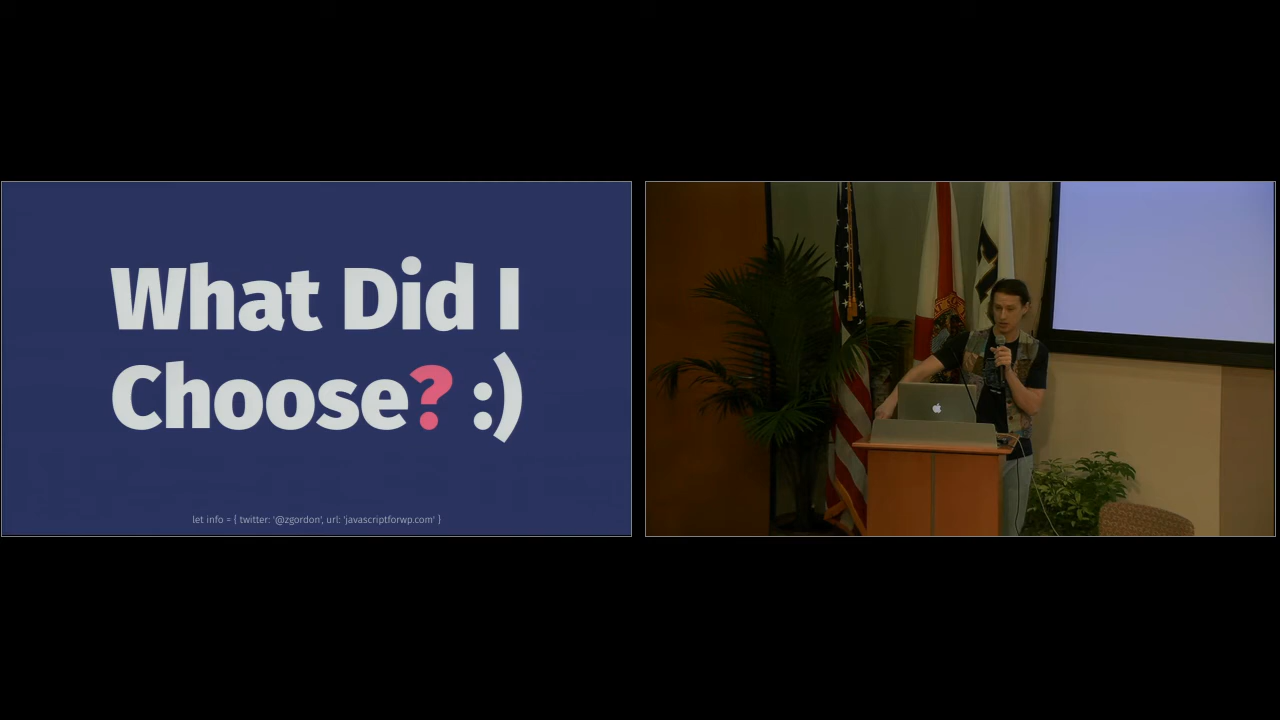 What Did I
Choose? :)
let info = { twitter: '@zgordon', url: 'javascriptforwp.com' }